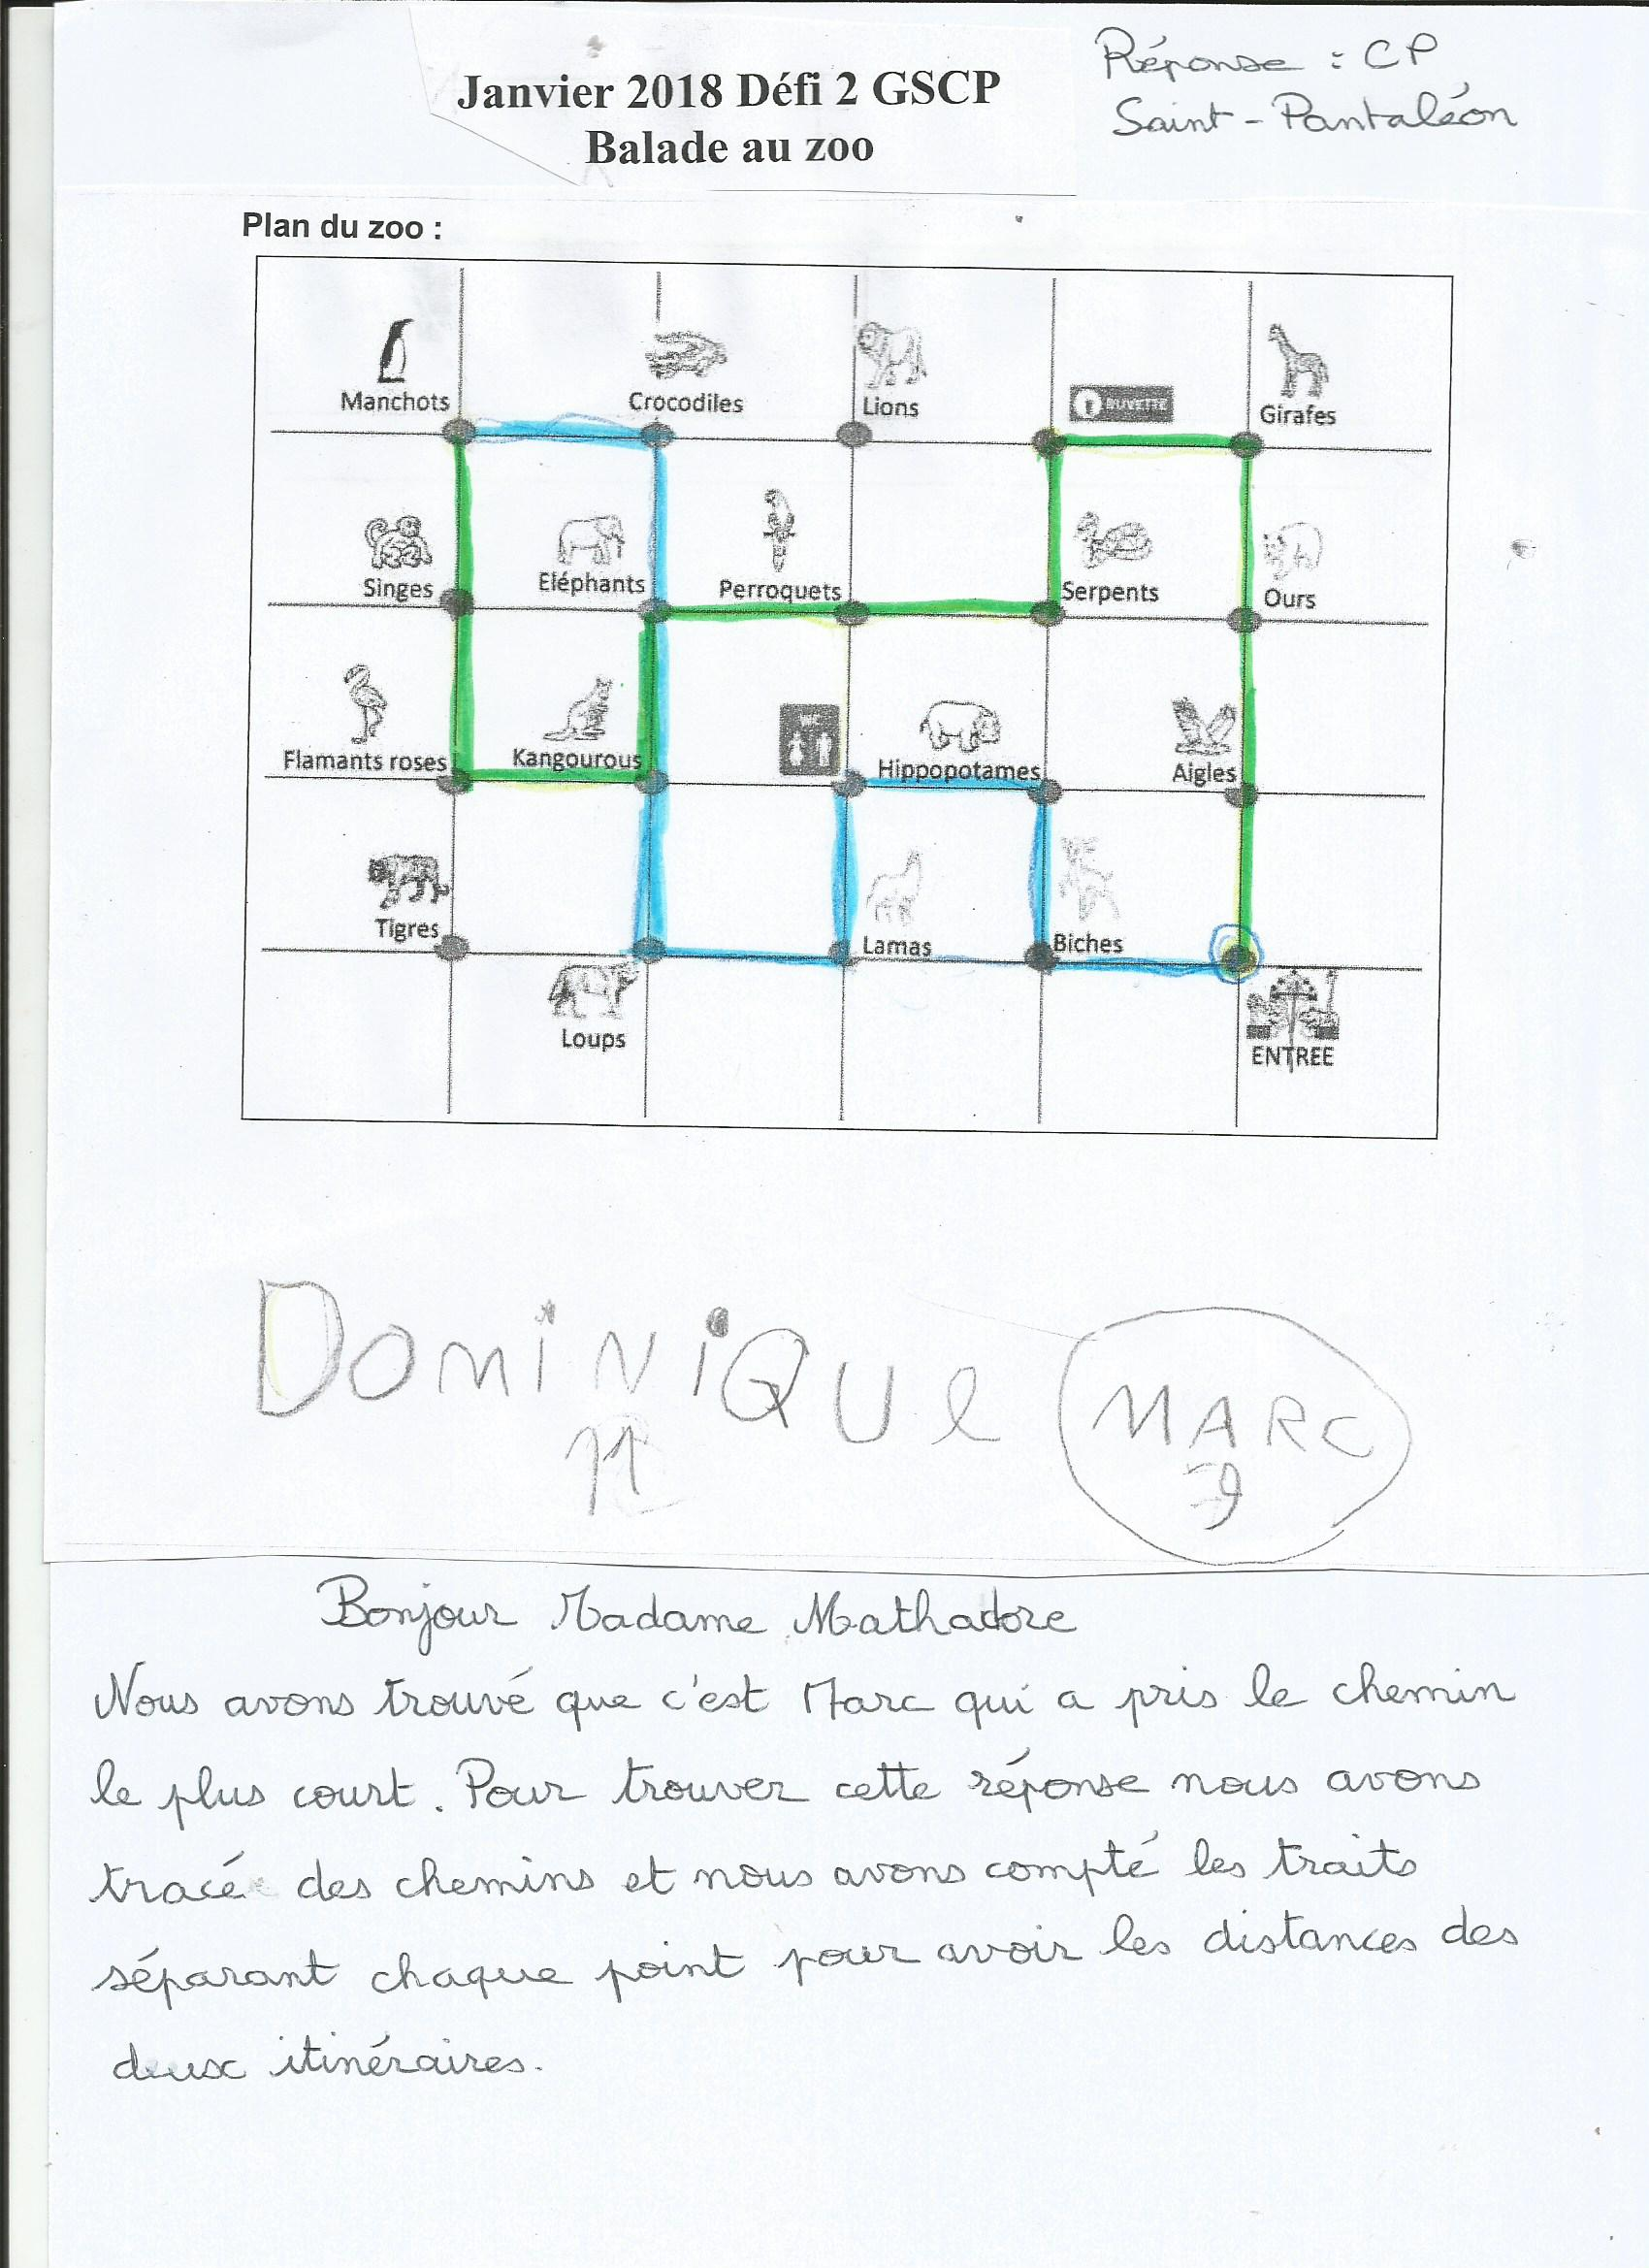 Réponse : CP
Saint-Pantaléon
Janvier 2018 Défi 2 GSCP
Balade au zoo
Plan du zoo :
Manchots
Crocodiles
Lions
BUVETTE
Girafes
Singes
Eléphants
Perroquets
Serpents
Ours
Flamants roses
Kangourous
WC
Hippopotames
Aigles
Tigres
Lamas
Biches
Loups
ENTREE
DOMiNiQUe
MARC
11
9
Bonjour Madame Mathadore
Nous avons trouvé que c'est Marc qui a pris le chemin
le plus court. Pour trouver cette réponse nous avons
tracé des chemins et nous avons compté les traits
séparant chaque point pour avoir les distances des
deux itinéraires.